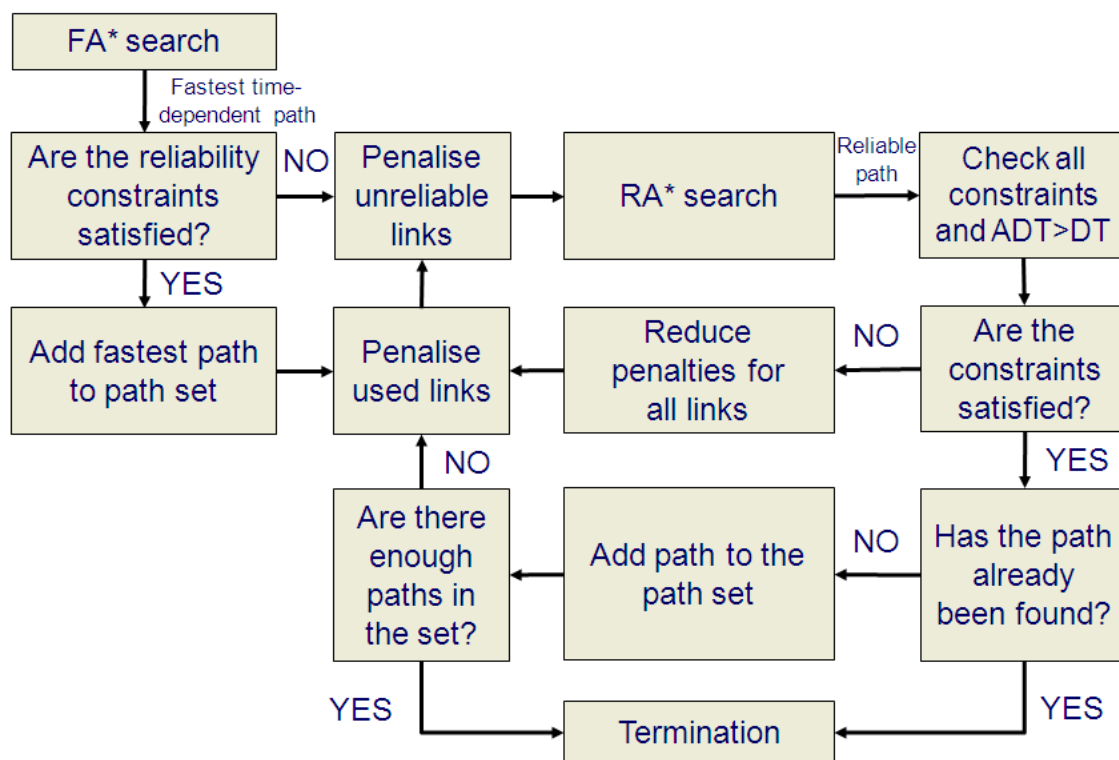 FA* search
Fastest time-
dependent path
Are the reliability
constraints
satisfied?
NO
Penalise
unreliable
links
RA* search
Reliable
path
Check all
constraints
and ADT>DT
YES
Add fastest path
to path set
Penalise
used links
Reduce
penalties for
all links
NO
Are the
constraints
satisfied?
NO
YES
Are there
enough
paths in
the set?
Add path to the
path set
NO
Has the path
already
been found?
YES
Termination
YES